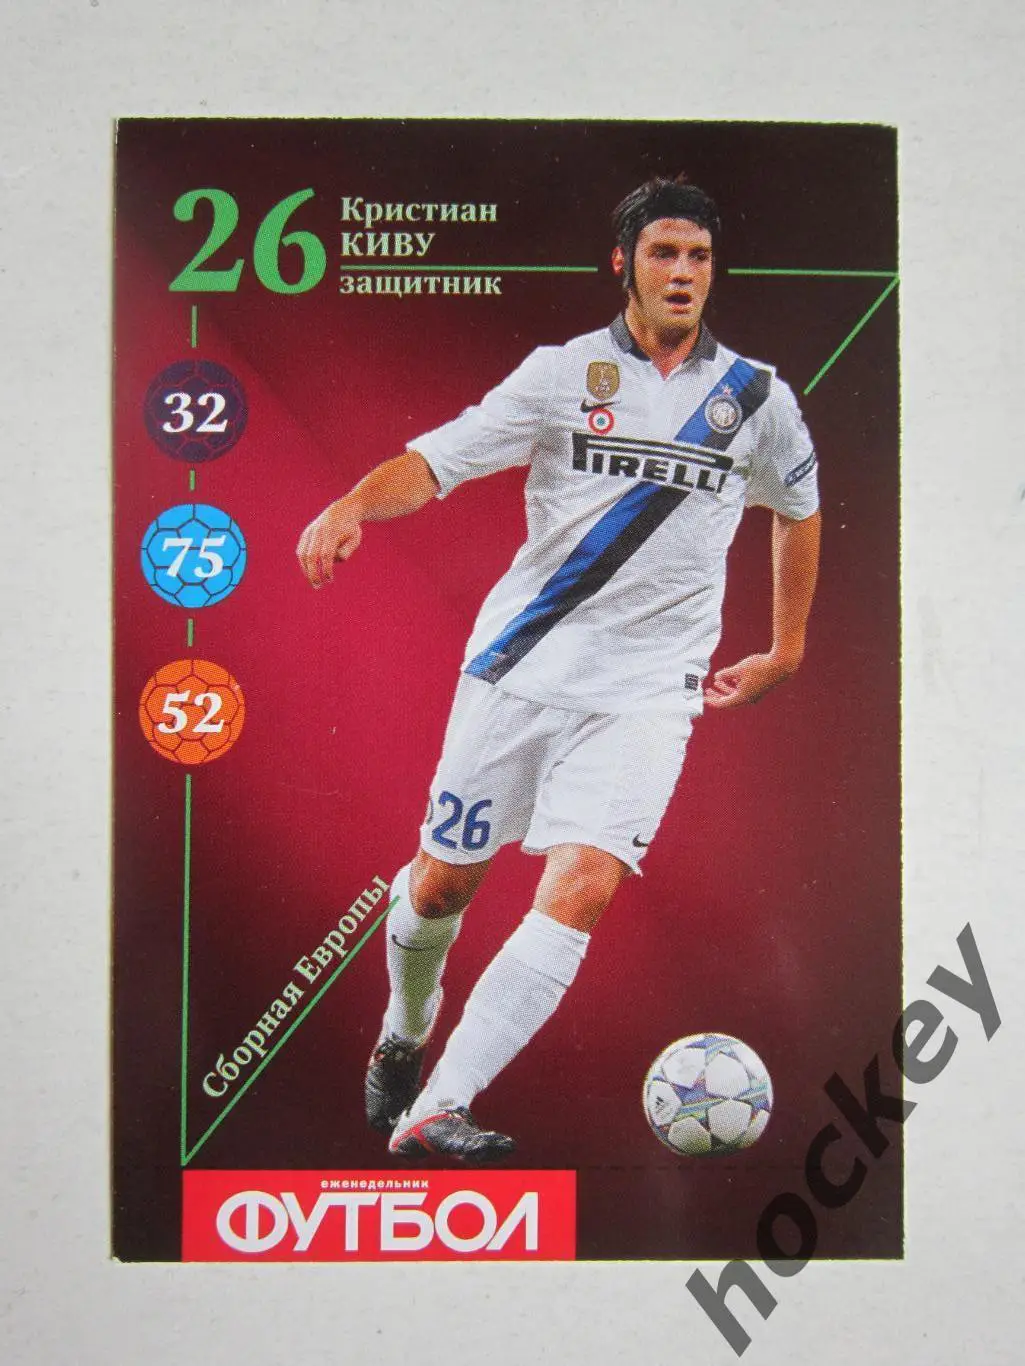 26
Кристиан
КИВУ
защитник
32
75
52
PIRELLI
26
Сборная Европы
еженедельник
ФУТБОЛ
hockey